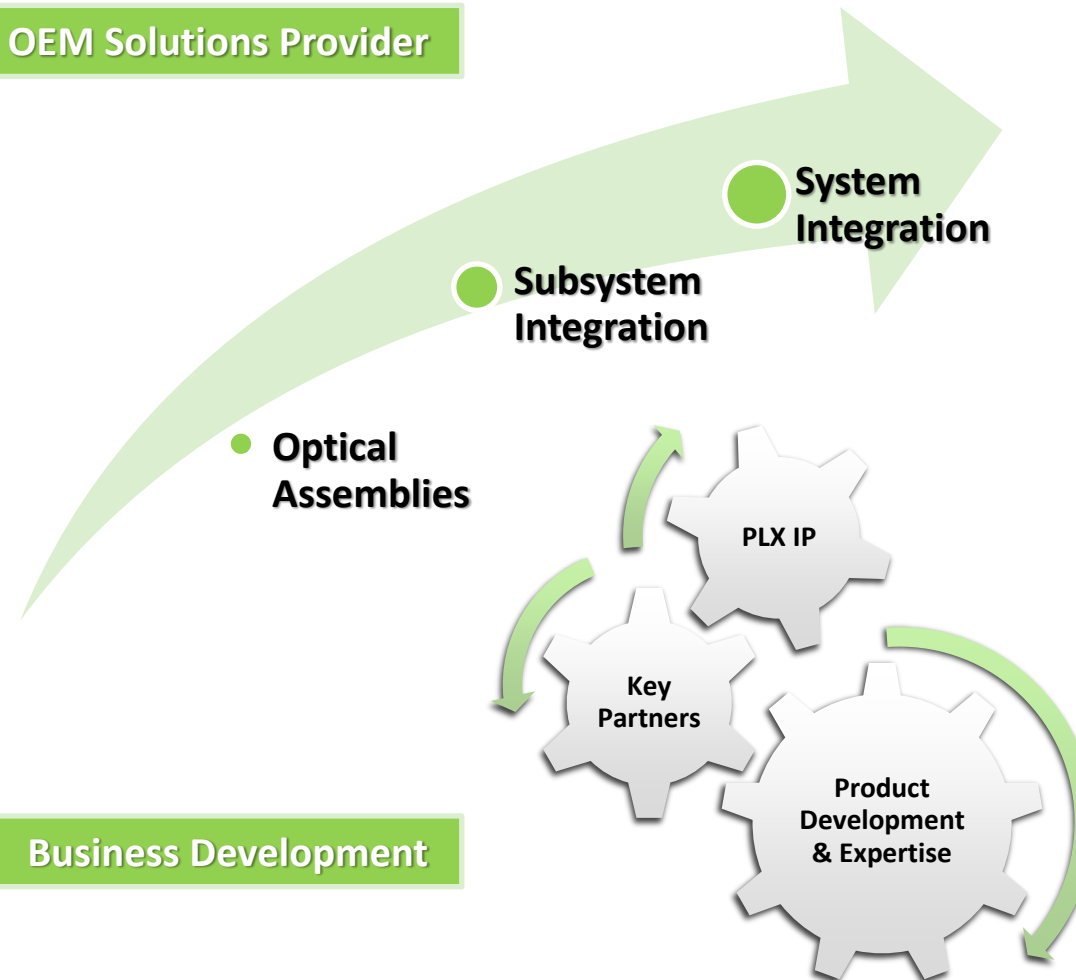 OEM Solutions Provider
System
Integration
Subsystem
Integration
Optical
Assemblies
PLX IP
Key
Partners
Product
Development
& Expertise
Business Development